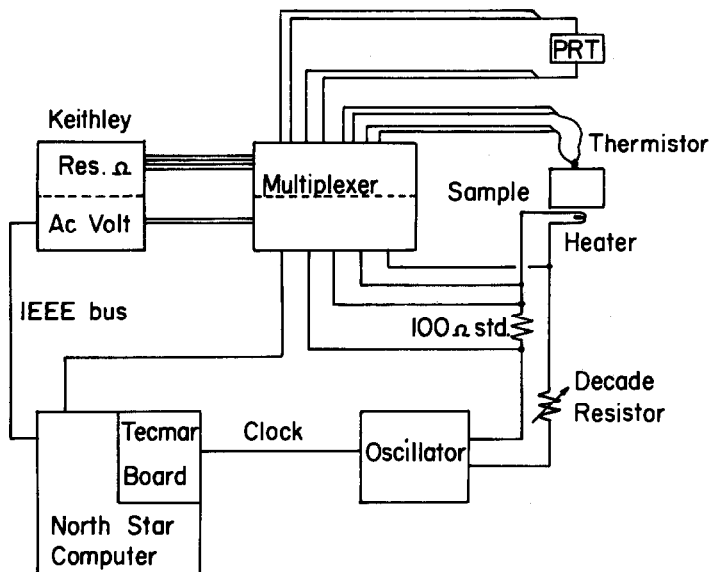 PRT
Keithley
Res. Ω
Ac Volt
Multiplexer
Thermistor
Sample
Heater
IEEE bus
100Ω std.
Decade
Resistor
Tecmar
Board
Clock
Oscillator
North Star
Computer